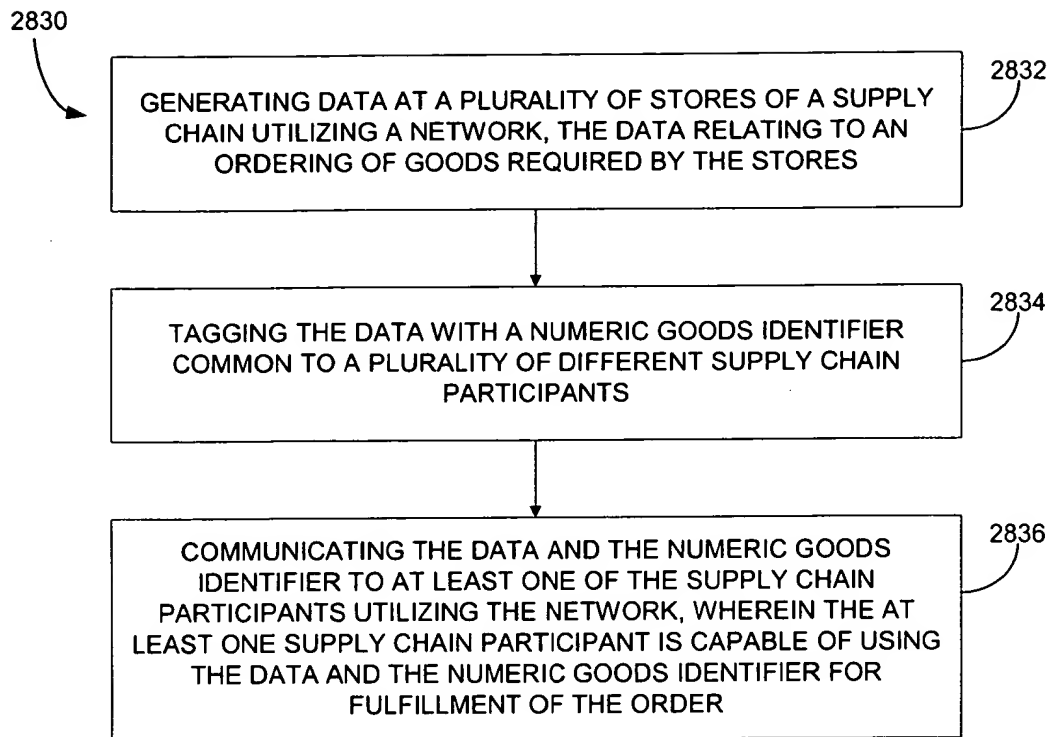 2830
2832
GENERATING DATA AT A PLURALITY OF STORES OF A SUPPLY
CHAIN UTILIZING A NETWORK, THE DATA RELATING TO AN
ORDERING OF GOODS REQUIRED BY THE STORES
2834
TAGGING THE DATA WITH A NUMERIC GOODS IDENTIFIER
COMMON TO A PLURALITY OF DIFFERENT SUPPLY CHAIN
PARTICIPANTS
2836
COMMUNICATING THE DATA AND THE NUMERIC GOODS
IDENTIFIER TO AT LEAST ONE OF THE SUPPLY CHAIN
PARTICIPANTS UTILIZING THE NETWORK, WHEREIN THE AT
LEAST ONE SUPPLY CHAIN PARTICIPANT IS CAPABLE OF USING
THE DATA AND THE NUMERIC GOODS IDENTIFIER FOR
FULFILLMENT OF THE ORDER